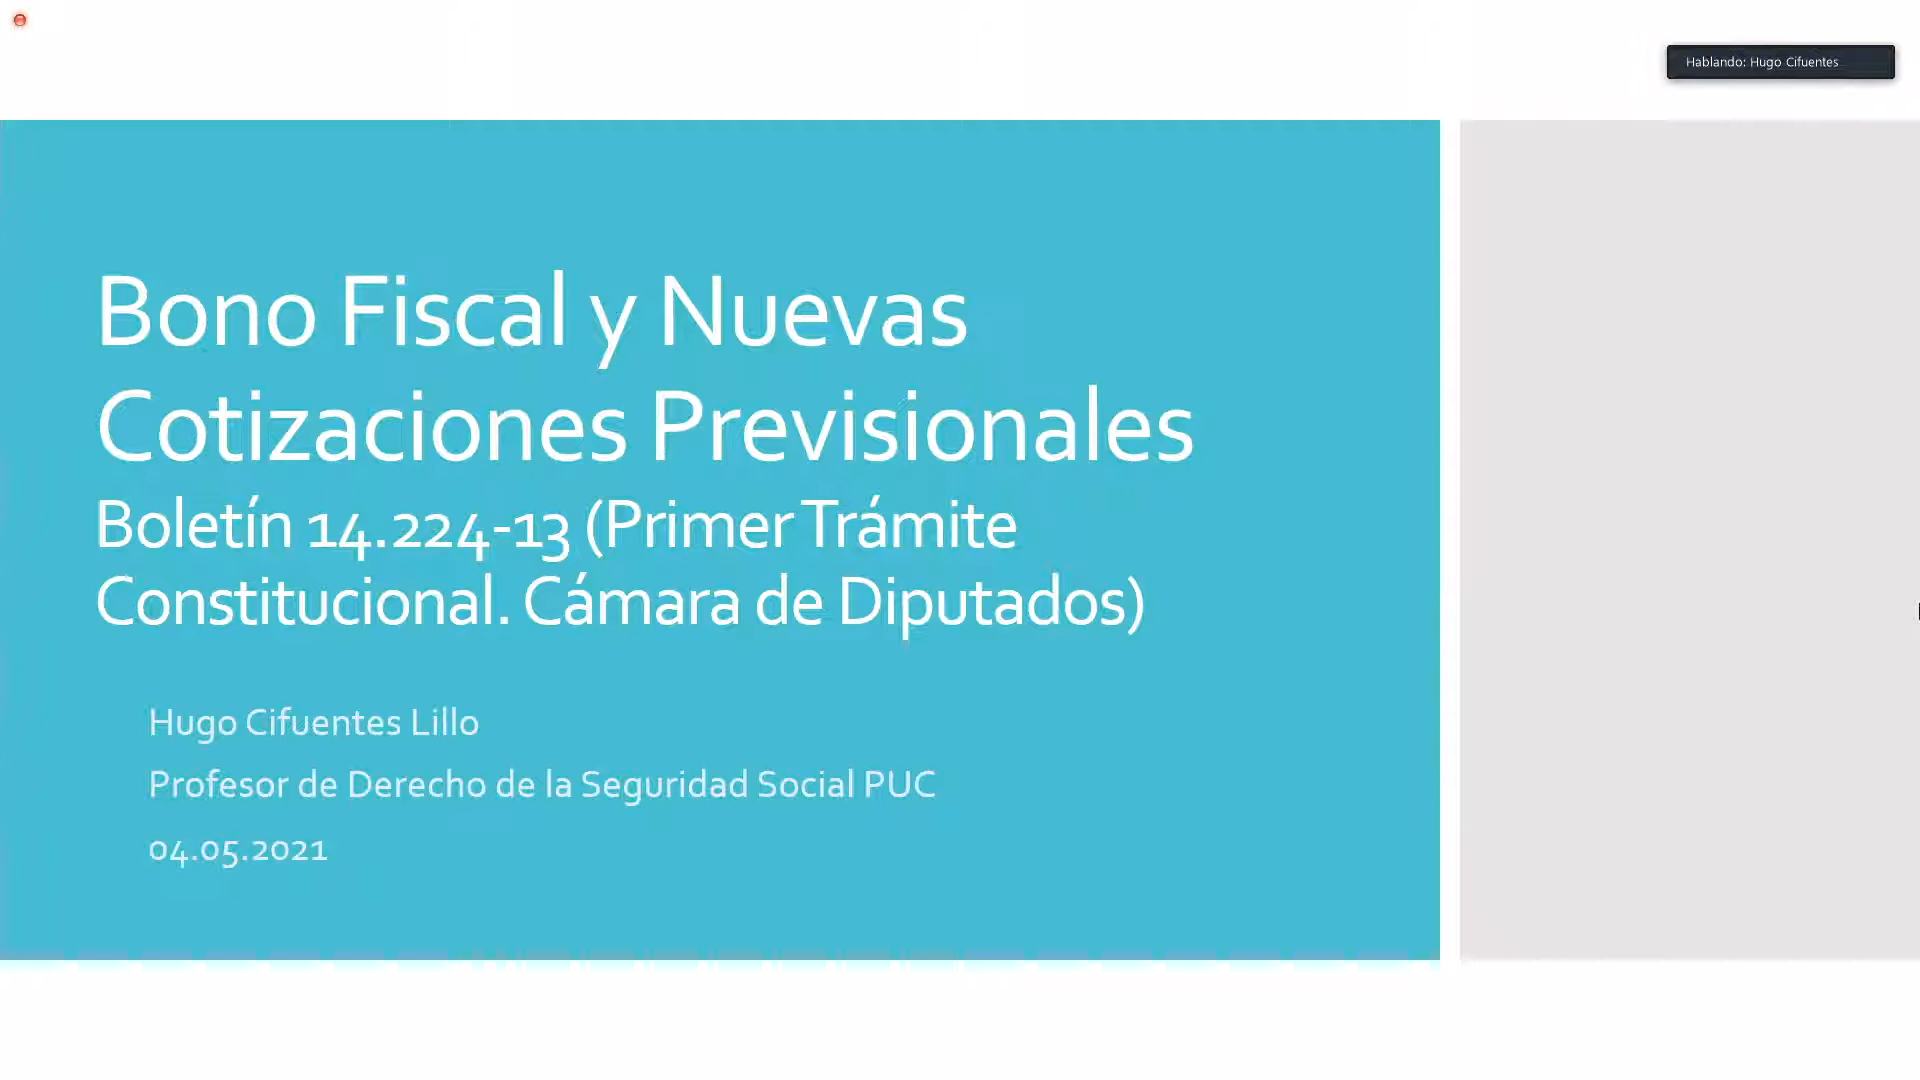 Hablando: Hugo Cifuentes
Bono Fiscal y Nuevas
Cotizaciones Previsionales
Boletín 14.224-13 (Primer Trámite
Constitucional. Cámara de Diputados)
Hugo Cifuentes Lillo
Profesor de Derecho de la Seguridad Social PUC
04.05.2021